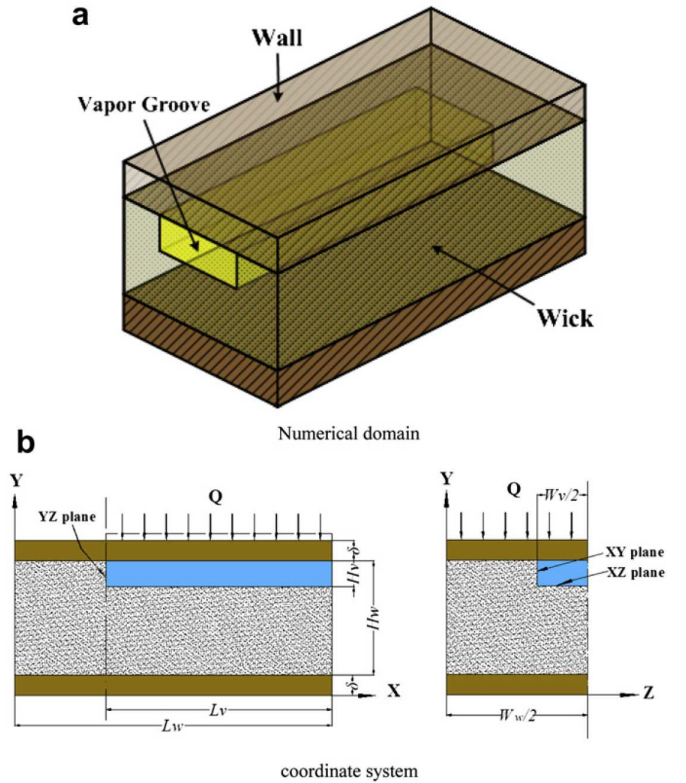 a
Wall
Vapor Groove
Wick
Numerical domain
b
Y
Q
YZ plane
δ
Hv
Hw
δ
X
Lv
Lw
Y
Q
Wv/2
XY plane
XZ plane
Z
Ww/2
coordinate system